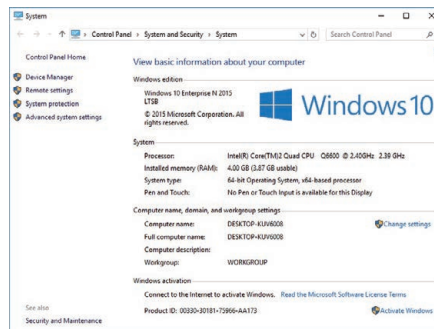 System
Control Panel › System and Security › System
Search Control Panel
Control Panel Home
Device Manager
Remote settings
System protection
Advanced system settings
View basic information about your computer
Windows edition
Windows 10 Enterprise N 2015
LTSB
© 2015 Microsoft Corporation. All
rights reserved.
Windows 10
System
Processor: Intel(R) Core(TM)2 Quad CPU Q6600 @ 2.40GHz 2.39 GHz
Installed memory (RAM): 4.00 GB (3.87 GB usable)
System type: 64-bit Operating System, x64-based processor
Pen and Touch: No Pen or Touch Input is available for this Display
Computer name, domain, and workgroup settings
Computer name: DESKTOP-KUV6008
Change settings
Full computer name: DESKTOP-KUV6008
Computer description:
Workgroup: WORKGROUP
Windows activation
Connect to the Internet to activate Windows. Read the Microsoft Software License Terms
Product ID: 00330-30181-73966-AA173
Activate Windows
See also
Security and Maintenance